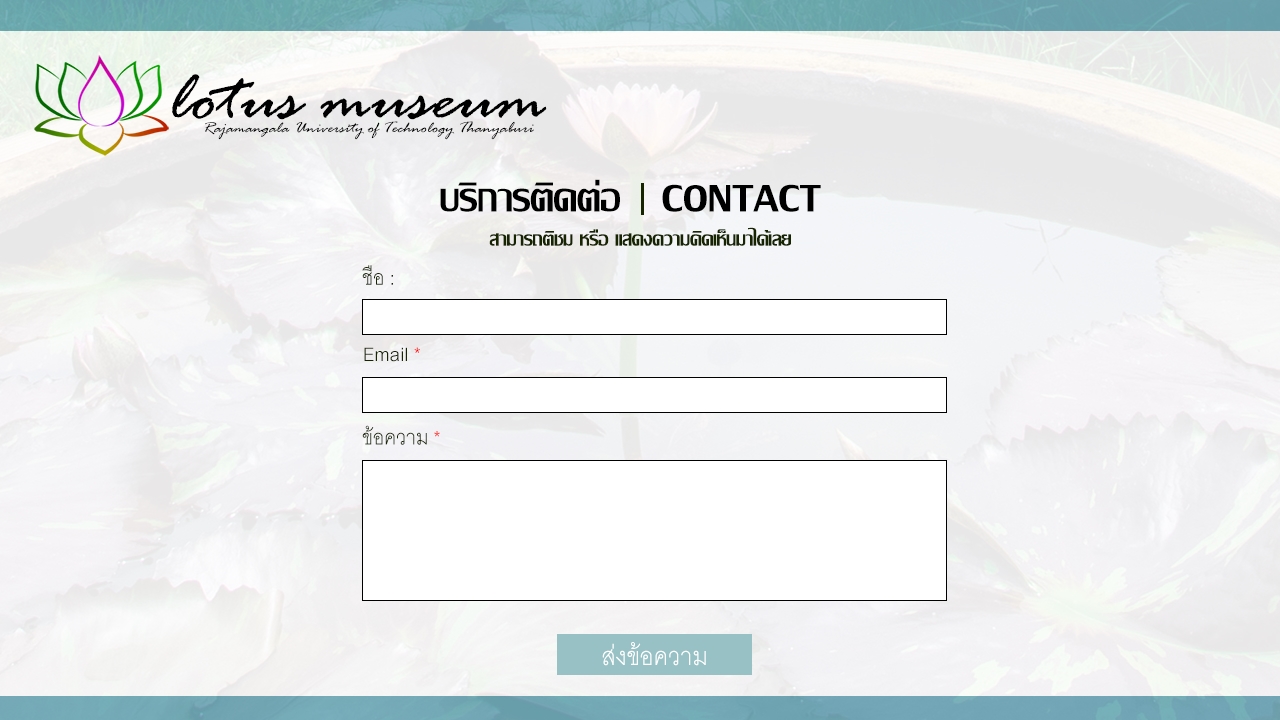 lotus museum
Rajamangala University of Technology Thanyaburi
บริการติดต่อ | CONTACT
สามารถติชม หรือ แสดงความคิดเห็นมาได้เลย
ชื่อ :
Email *
ข้อความ *
ส่งข้อความ